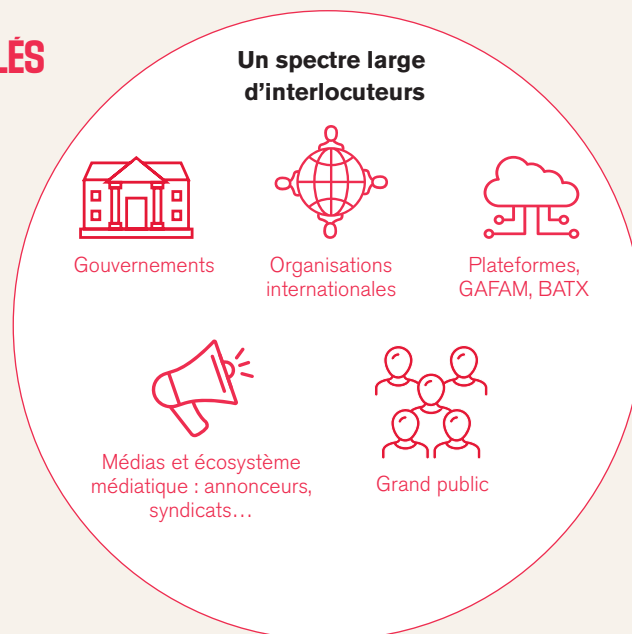 LÉS
Un spectre large
d’interlocuteurs
Gouvernements
Organisations
internationales
Plateformes,
GAFAM, BATX
Médias et écosystème
médiatique : annonceurs,
syndicats…
Grand public